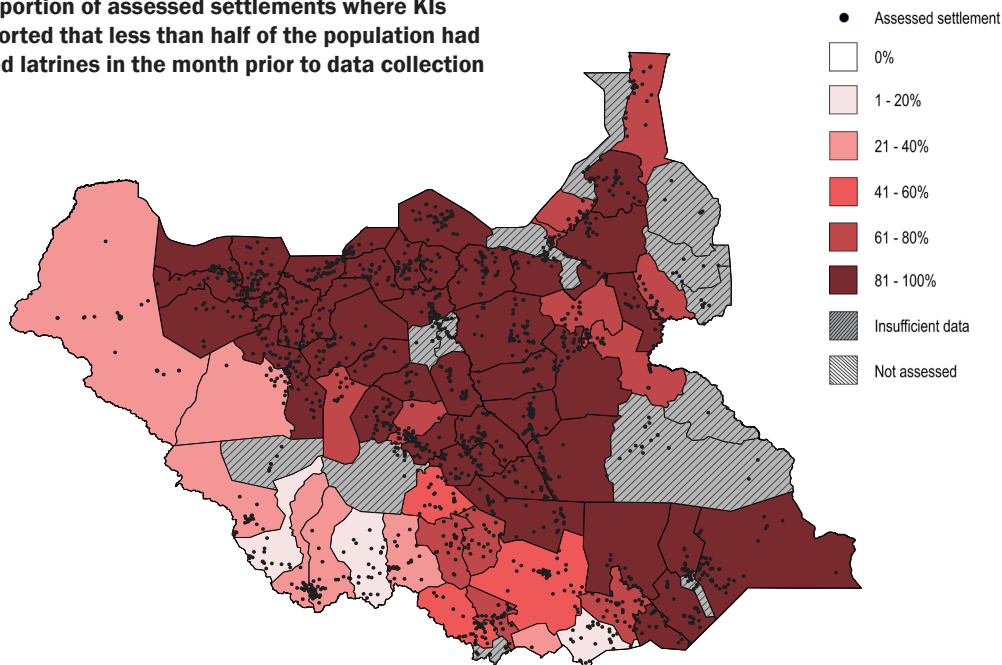 portion of assessed settlements where KIs
orted that less than half of the population had
d latrines in the month prior to data collection
Assessed settlement
0%
1 - 20%
21 - 40%
41 - 60%
61 - 80%
81 - 100%
Insufficient data
Not assessed